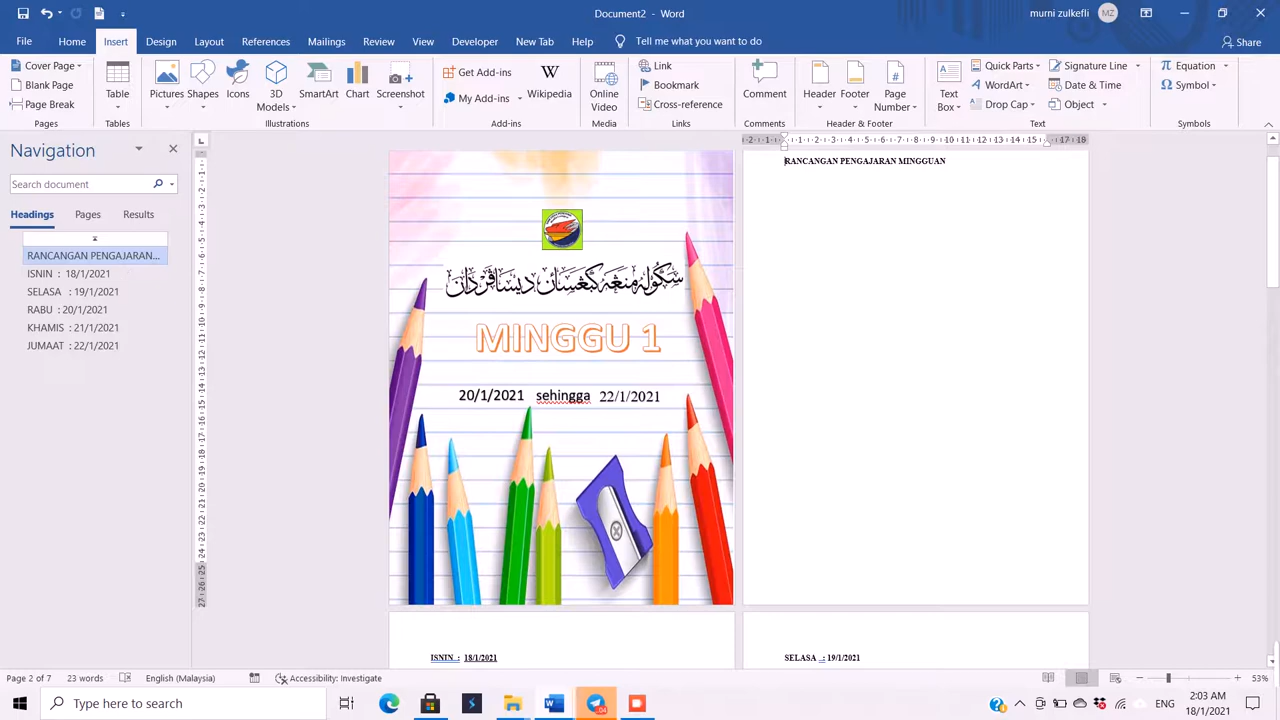 Document2 - Word
murni zulkefli
MZ
File
Home
Insert
Design
Layout
References
Mailings
Review
View
Developer
New Tab
Help
Tell me what you want to do
Share
Cover Page
Blank Page
Page Break
Pages
Table
Tables
Pictures
Shapes
Icons
3D
Models
SmartArt
Chart
Screenshot
Illustrations
Get Add-ins
My Add-ins
Wikipedia
Add-ins
Online
Video
Media
Link
Bookmark
Cross-reference
Links
Comment
Comments
Header
Footer
Page
Number
Header & Footer
Text
Box
Quick Parts
WordArt
Drop Cap
Signature Line
Date & Time
Object
Text
Equation
Symbol
Symbols
Navigation
Search document
Headings
Pages
Results
RANCANGAN PENGAJARAN...
ISNIN : 18/1/2021
SELASA : 19/1/2021
RABU : 20/1/2021
KHAMIS : 21/1/2021
JUMAAT : 22/1/2021
MINGGU 1
20/1/2021 sehingga 22/1/2021
RANCANGAN PENGAJARAN MINGGUAN
ISNIN : 18/1/2021
SELASA : 19/1/2021
Page 2 of 7
23 words
English (Malaysia)
Accessibility: Investigate
53%
Type here to search
ENG
2:03 AM
18/1/2021